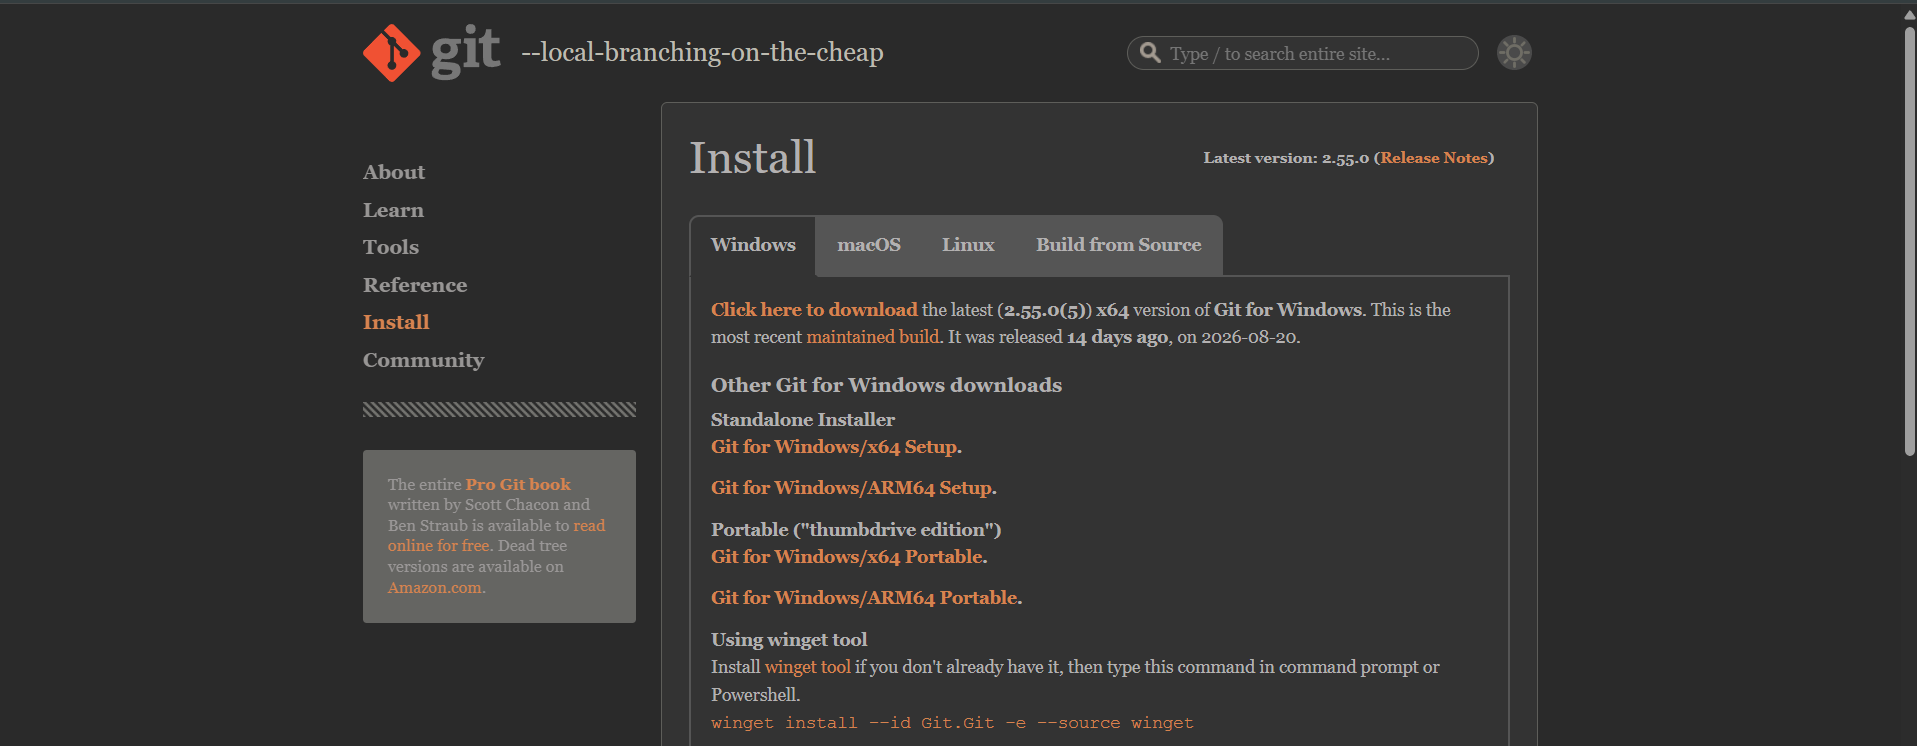 git --local-branching-on-the-cheap
Type / to search entire site...
About
Learn
Tools
Reference
Install
Community
The entire Pro Git book
written by Scott Chacon and
Ben Straub is available to read
online for free. Dead tree
versions are available on
Amazon.com.
Install
Latest version: 2.55.0 (Release Notes)
Windows macOS Linux Build from Source
Click here to download the latest (2.55.0(5)) x64 version of Git for Windows. This is the
most recent maintained build. It was released 14 days ago, on 2026-08-20.
Other Git for Windows downloads
Standalone Installer
Git for Windows/x64 Setup.
Git for Windows/ARM64 Setup.
Portable ("thumbdrive edition")
Git for Windows/x64 Portable.
Git for Windows/ARM64 Portable.
Using winget tool
Install winget tool if you don't already have it, then type this command in command prompt or
Powershell.
winget install --id Git.Git -e --source winget